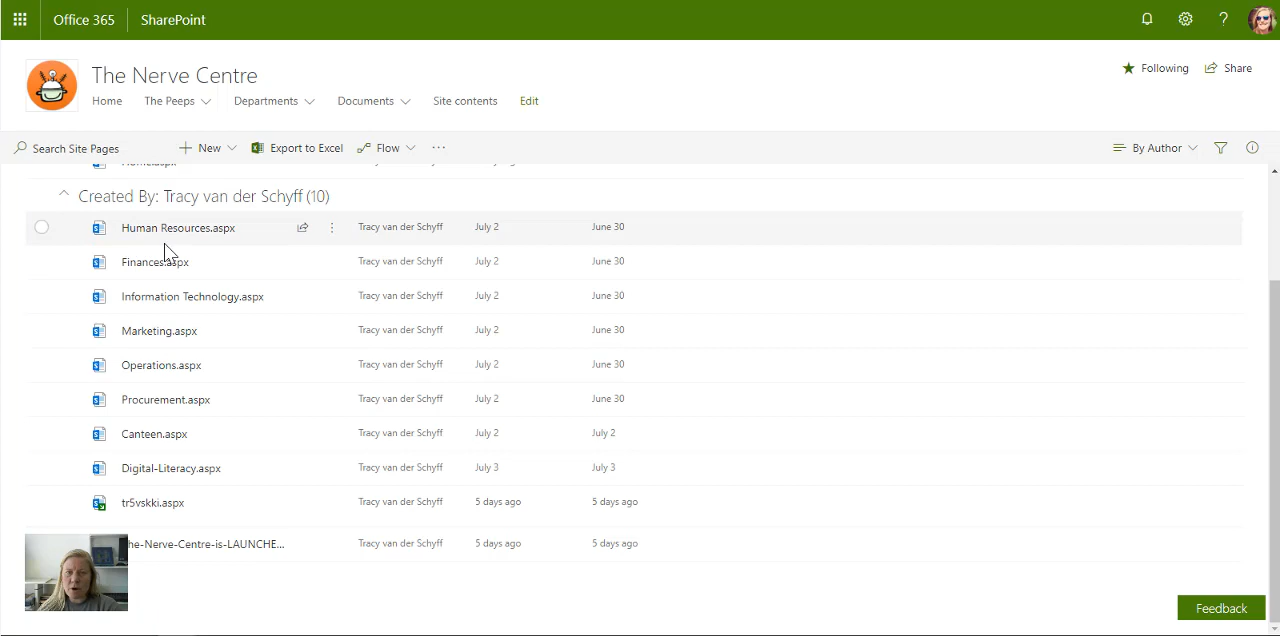 Office 365 SharePoint ?
The Nerve Centre
Following Share
Home The Peeps Departments Documents Site contents Edit
Search Site Pages New Export to Excel Flow ... By Author
Home.aspx
Created By: Tracy van der Schyff (10)
Human Resources.aspx Tracy van der Schyff July 2 June 30
Finances.aspx Tracy van der Schyff July 2 June 30
Information Technology.aspx Tracy van der Schyff July 2 June 30
Marketing.aspx Tracy van der Schyff July 2 June 30
Operations.aspx Tracy van der Schyff July 2 June 30
Procurement.aspx Tracy van der Schyff July 2 June 30
Canteen.aspx Tracy van der Schyff July 2 July 2
Digital-Literacy.aspx Tracy van der Schyff July 3 July 3
tr5vskki.aspx Tracy van der Schyff 5 days ago 5 days ago
he-Nerve-Centre-is-LAUNCHE... Tracy van der Schyff 5 days ago 5 days ago
Feedback